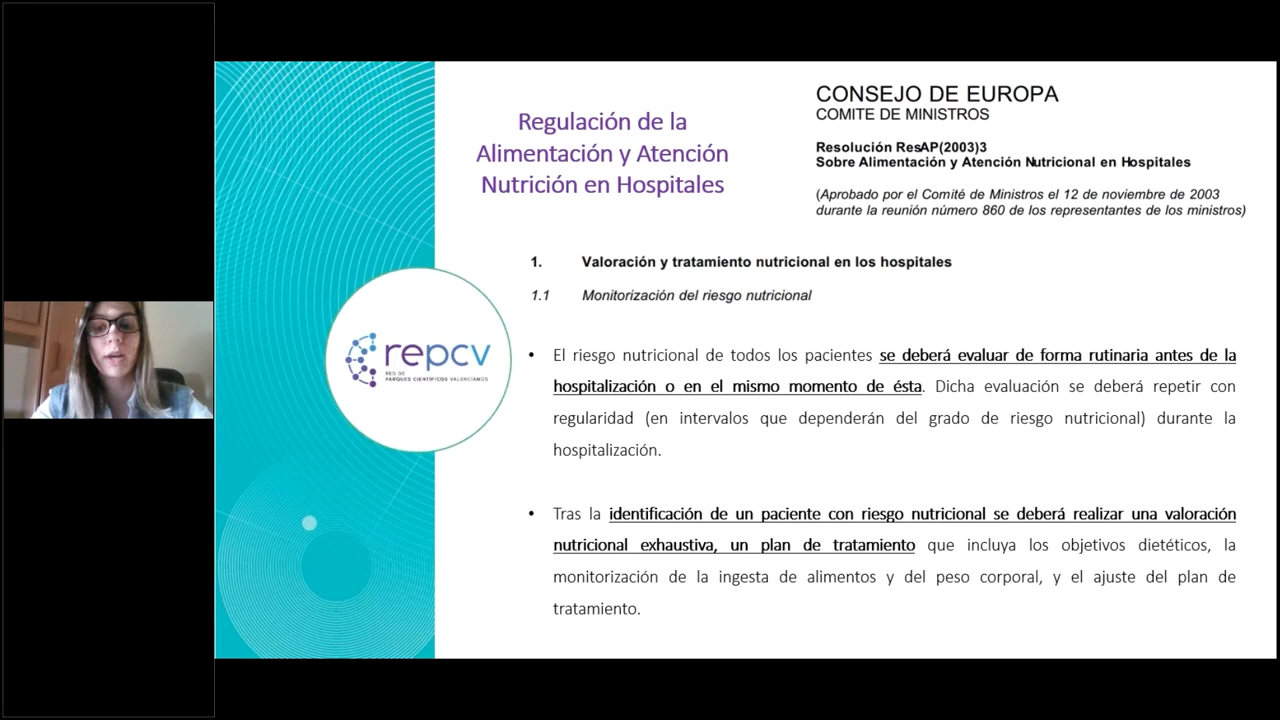 Regulación de la
Alimentación y Atención
Nutrición en Hospitales
CONSEJO DE EUROPA
COMITE DE MINISTROS
Resolución ResAP(2003)3
Sobre Alimentación y Atención Nutricional en Hospitales
(Aprobado por el Comité de Ministros el 12 de noviembre de 2003
durante la reunión número 860 de los representantes de los ministros)
1. Valoración y tratamiento nutricional en los hospitales
1.1 Monitorización del riesgo nutricional
repcv
RED DE
PARQUES CIENTÍFICOS VALENCIANOS
• El riesgo nutricional de todos los pacientes se deberá evaluar de forma rutinaria antes de la
hospitalización o en el mismo momento de ésta. Dicha evaluación se deberá repetir con
regularidad (en intervalos que dependerán del grado de riesgo nutricional) durante la
hospitalización.
• Tras la identificación de un paciente con riesgo nutricional se deberá realizar una valoración
nutricional exhaustiva, un plan de tratamiento que incluya los objetivos dietéticos, la
monitorización de la ingesta de alimentos y del peso corporal, y el ajuste del plan de
tratamiento.